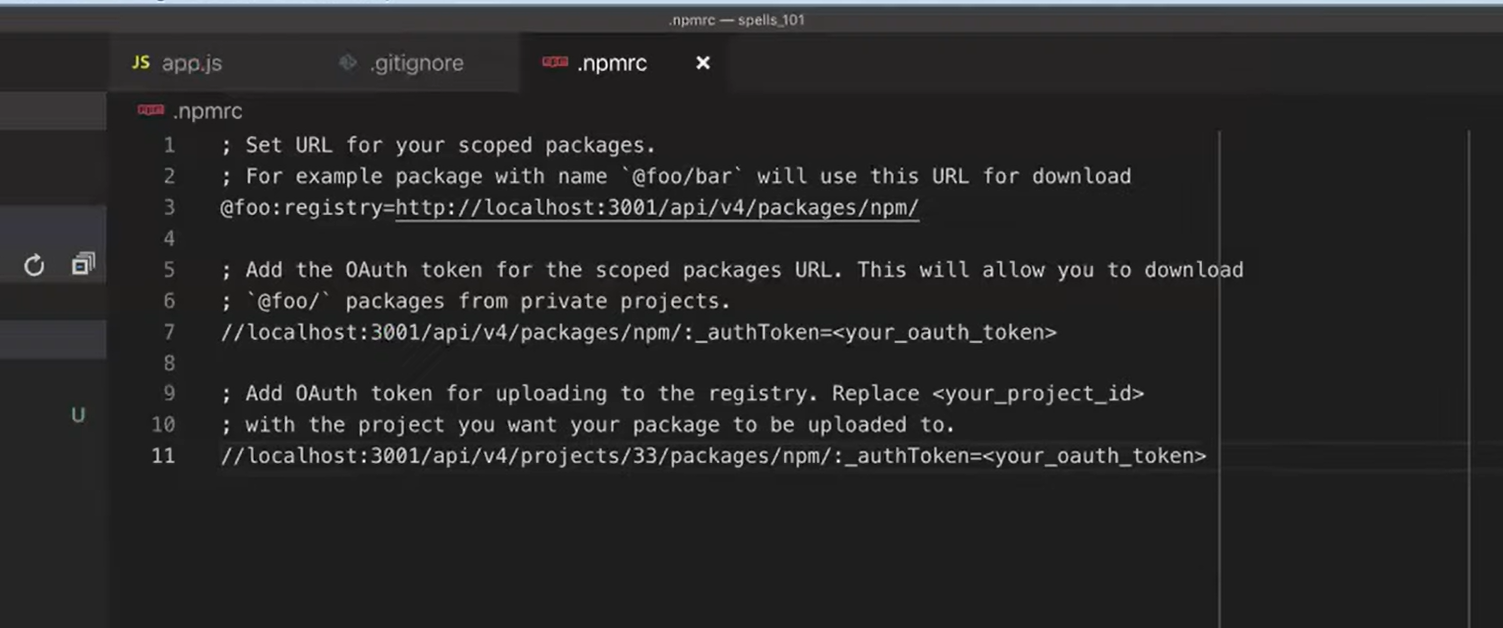 .npmrc — spells_101
JS app.js
.gitignore
npm .npmrc ×
npm .npmrc
1 ; Set URL for your scoped packages.
2 ; For example package with name `@foo/bar` will use this URL for download
3 @foo:registry=http://localhost:3001/api/v4/packages/npm/
4
5 ; Add the OAuth token for the scoped packages URL. This will allow you to download
6 ; `@foo/` packages from private projects.
7 //localhost:3001/api/v4/packages/npm/:_authToken=<your_oauth_token>
8
9 ; Add OAuth token for uploading to the registry. Replace <your_project_id>
10 ; with the project you want your package to be uploaded to.
11 //localhost:3001/api/v4/projects/33/packages/npm/:_authToken=<your_oauth_token>
U